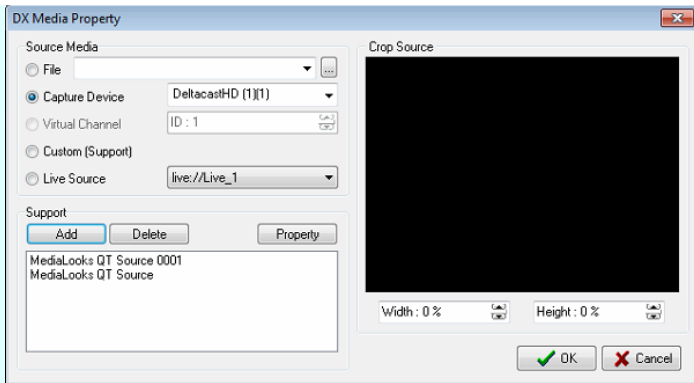 DX Media Property
Source Media
File
...
Capture Device
DeltacastHD (1)(1)
Virtual Channel
ID : 1
Custom (Support)
Live Source
live://Live_1
Support
Add
Delete
Property
MediaLooks QT Source 0001
MediaLooks QT Source
Crop Source
Width : 0 %
Height : 0 %
OK
Cancel